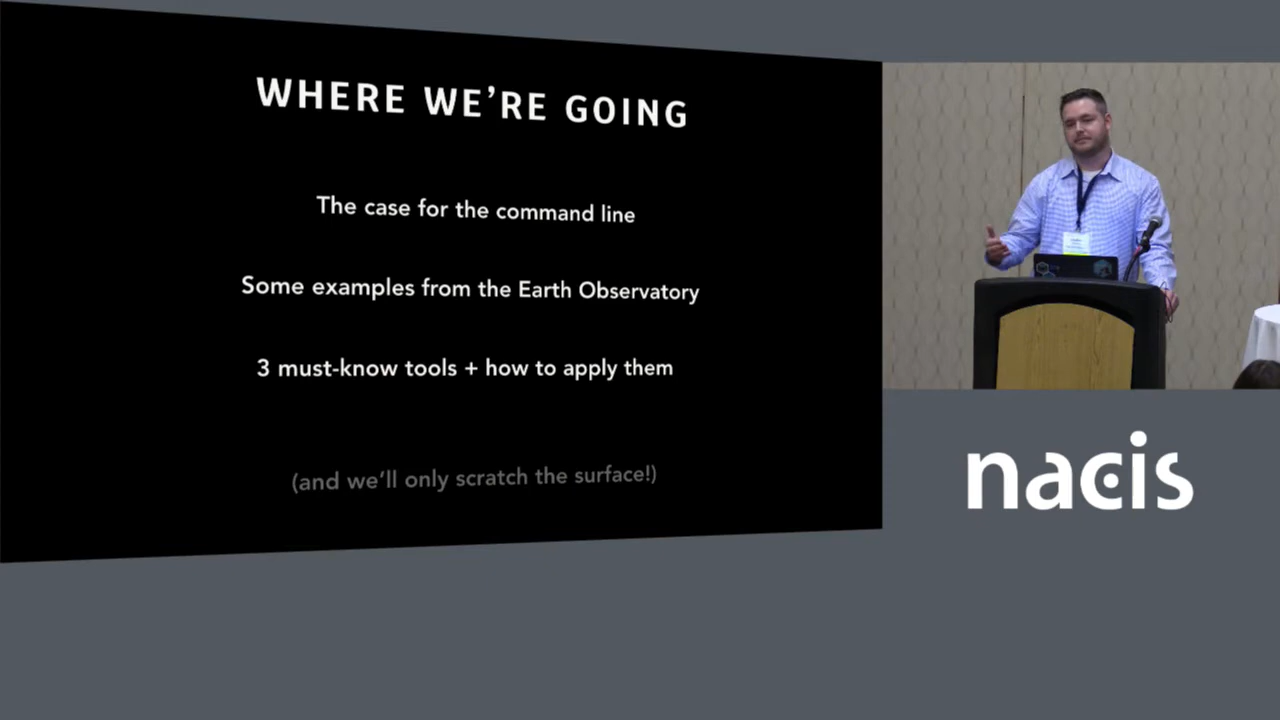 WHERE WE'RE GOING
The case for the command line
Some examples from the Earth Observatory
3 must-know tools + how to apply them
(and we'll only scratch the surface!)
nacis